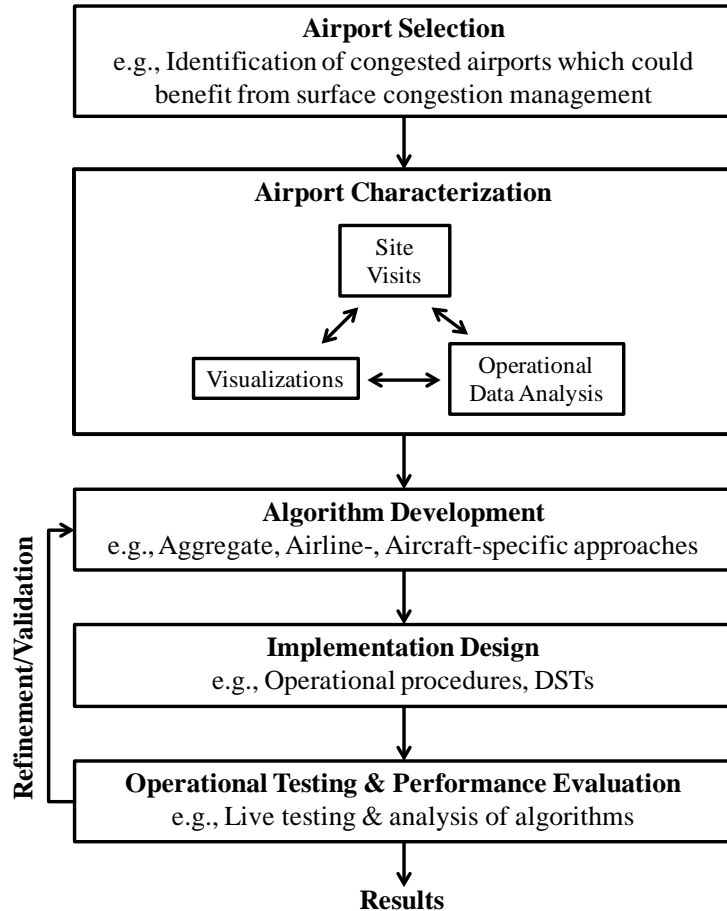 Airport Selection
e.g., Identification of congested airports which could
benefit from surface congestion management
Airport Characterization
Site
Visits
Visualizations
Operational
Data Analysis
Algorithm Development
e.g., Aggregate, Airline-, Aircraft-specific approaches
Implementation Design
e.g., Operational procedures, DSTs
Operational Testing & Performance Evaluation
e.g., Live testing & analysis of algorithms
Refinement/Validation
Results